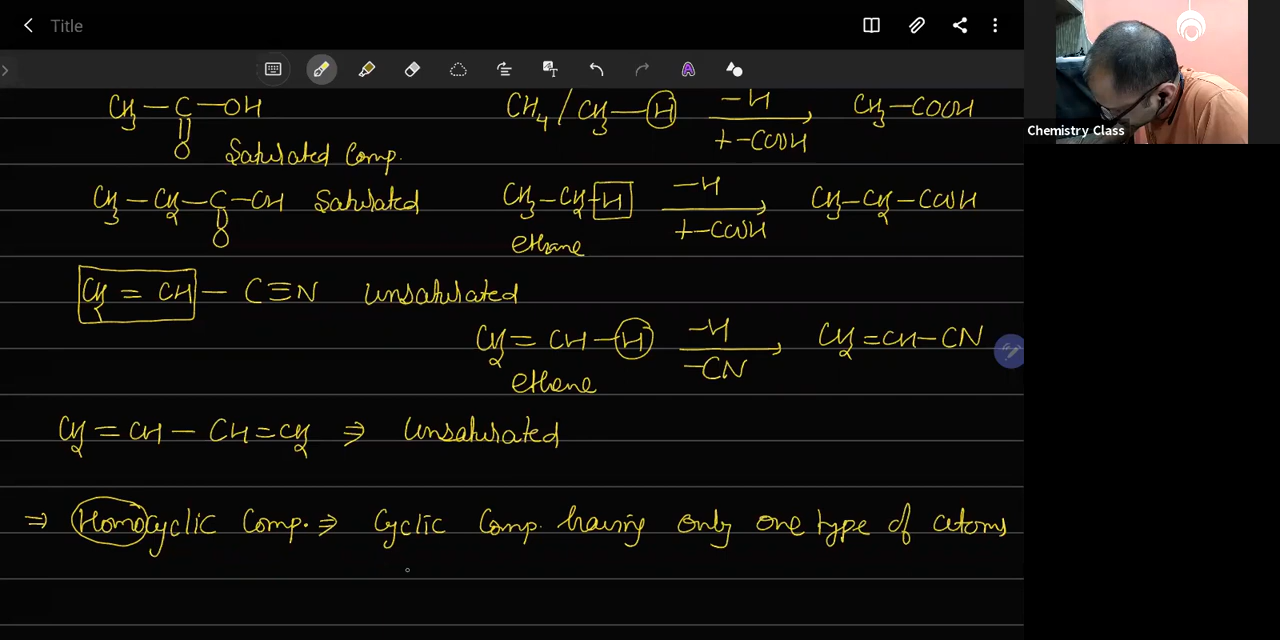 Title
Chemistry Class
CH₃ — C — OH CH₄ / CH₃ — H —H CH₃ — COOH
|| + —COOH
O Saturated Comp.
CH₃ — CH₂ — C — OH Saturated CH₃ — CH₂ — H —H CH₃ — CH₂ — COOH
|| + —COOH
O ethane
CH₂ = CH — C≡N Unsaturated
CH₂ = CH — H —H CH₂ = CH — CN
—CN
ethene
CH₂ = CH — CH = CH₂ ⇒ Unsaturated
⇒ Homocyclic Comp. ⇒ Cyclic Comp. having only one type of atoms